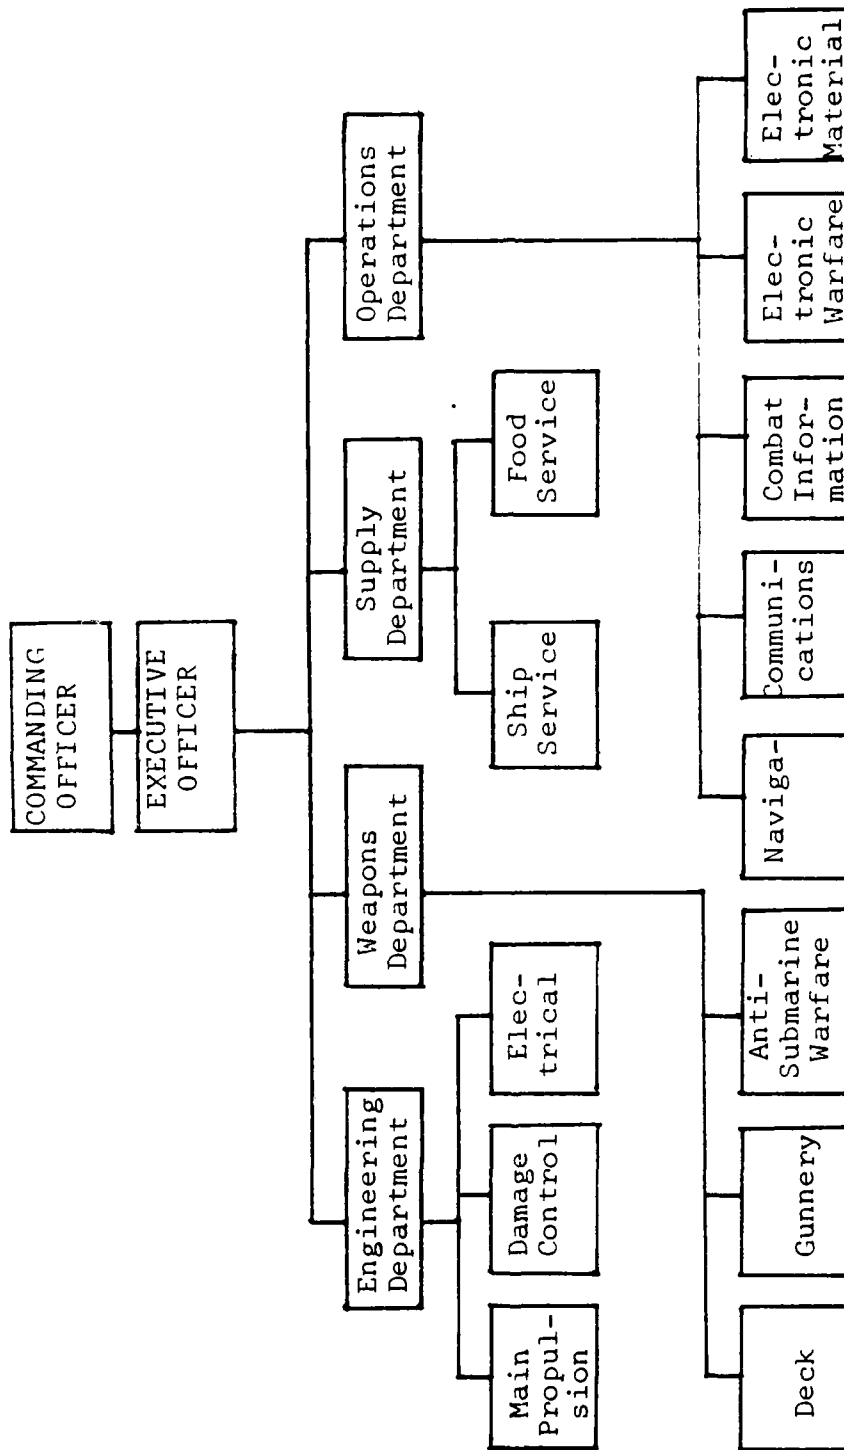 COMMANDING
OFFICER
EXECUTIVE
OFFICER
Engineering
Department
Weapons
Department
Supply
Department
Operations
Department
Main
Propul-
sion
Damage
Control
Elec-
trical
Ship
Service
Food
Service
Deck
Gunnery
Anti-
Submarine
Warfare
Naviga-
Communi-
cations
Combat
Infor-
mation
Elec-
tronic
Warfare
Elec-
tronic
Material